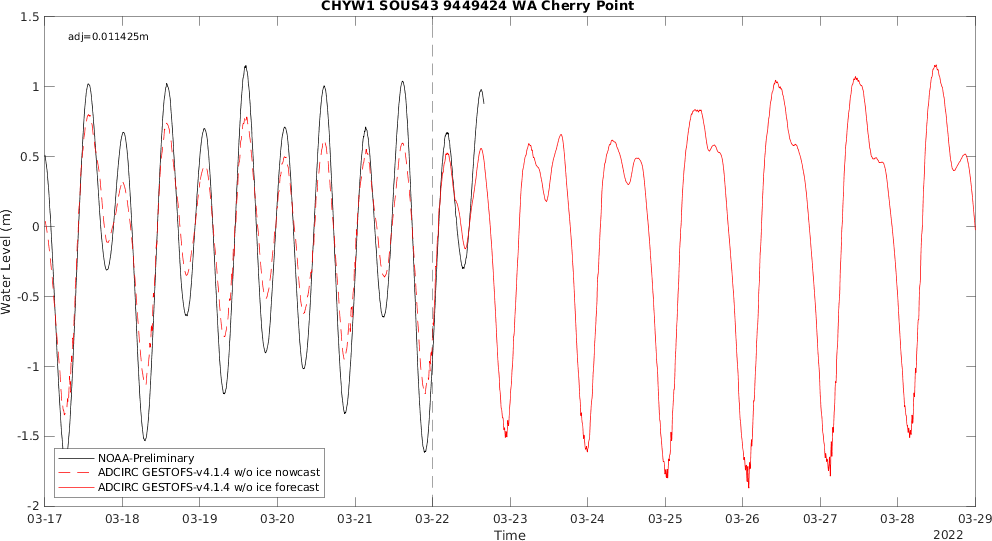 CHYW1 SOUS43 9449424 WA Cherry Point
adj=0.011425m
1.5
1
0.5
0
-0.5
-1
-1.5
-2
Water Level (m)
NOAA-Preliminary
ADCIRC GESTOFS-v4.1.4 w/o ice nowcast
ADCIRC GESTOFS-v4.1.4 w/o ice forecast
03-17 03-18 03-19 03-20 03-21 03-22 03-23 03-24 03-25 03-26 03-27 03-28 03-29
Time
2022